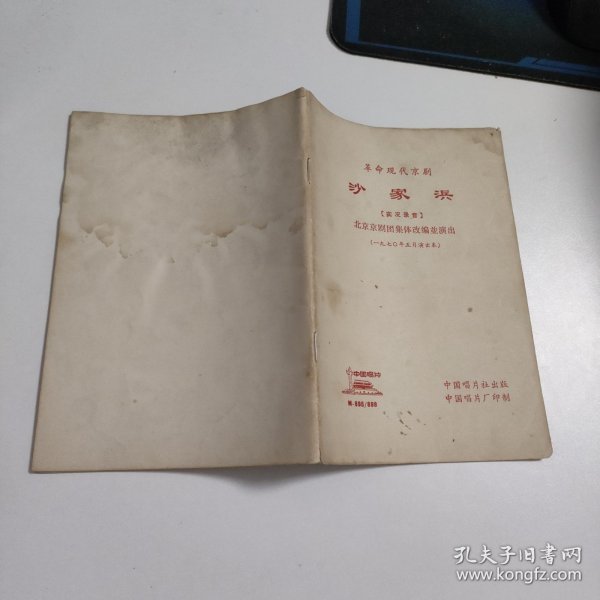 革命现代京剧
沙家浜
【实况录音】
北京京剧团集体改编並演出
(一九七〇年五月演出本)
中国唱片
中国唱片社出版
中国唱片厂印制
孔夫子旧书网
www.kongfz.com